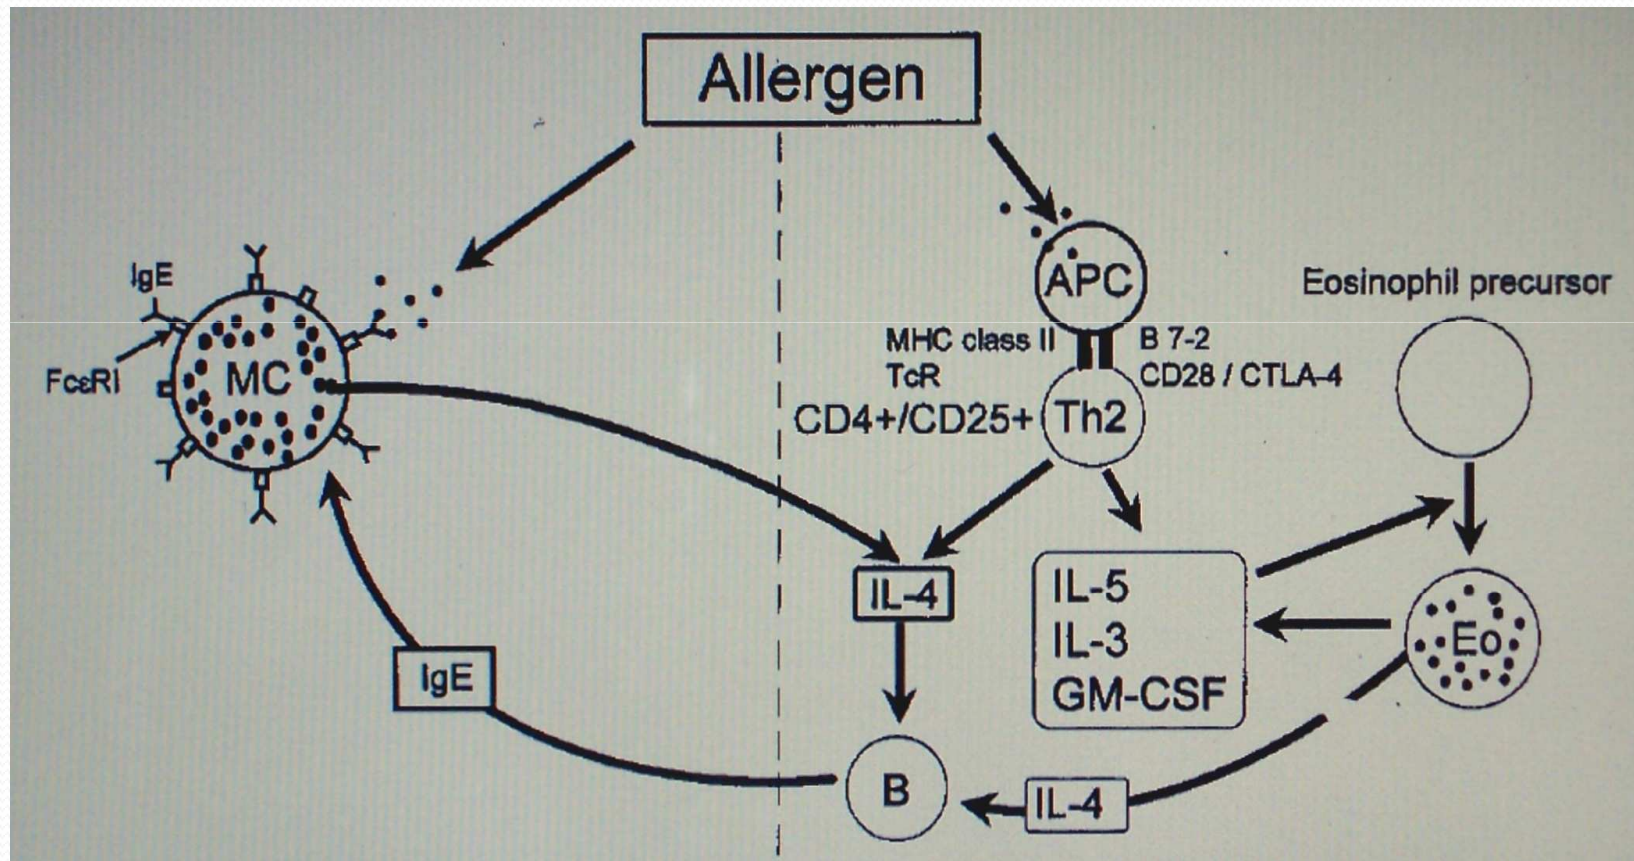 Allergen
IgE
FcεRI
MC
APC
MHC class II
TcR
B 7-2
CD28 / CTLA-4
CD4+/CD25+
Th2
Eosinophil precursor
IL-4
IL-5
IL-3
GM-CSF
Eo
IgE
B
IL-4